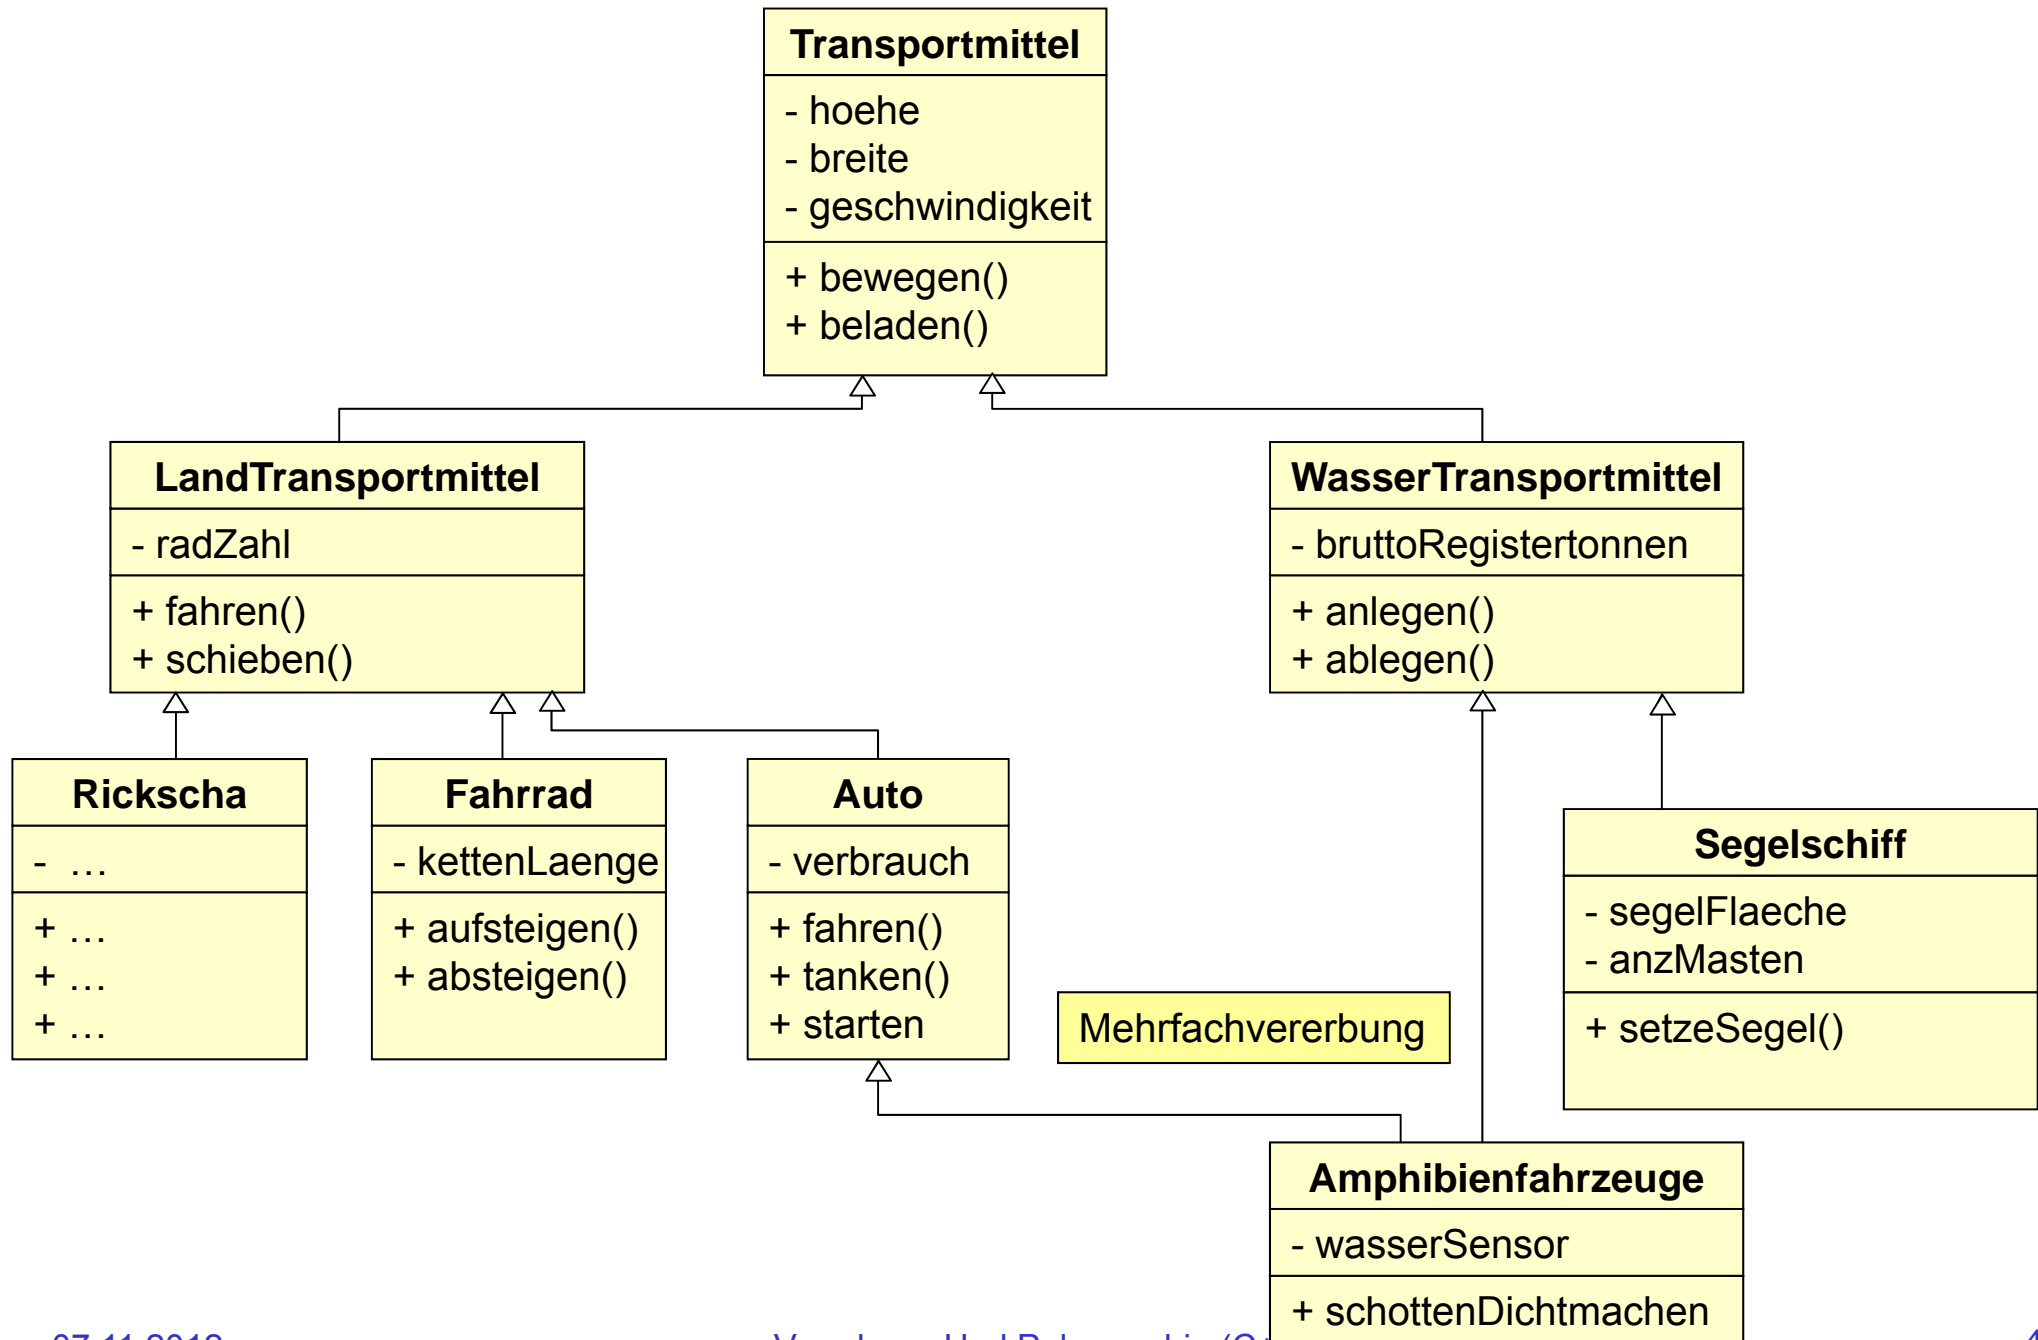 Transportmittel
- hoehe
- breite
- geschwindigkeit
+ bewegen()
+ beladen()
LandTransportmittel
- radZahl
+ fahren()
+ schieben()
WasserTransportmittel
- bruttoRegistertonnen
+ anlegen()
+ ablegen()
Rickscha
- …
+ …
+ …
+ …
Fahrrad
- kettenLaenge
+ aufsteigen()
+ absteigen()
Auto
- verbrauch
+ fahren()
+ tanken()
+ starten
Mehrfachvererbung
Segelschiff
- segelFlaeche
- anzMasten
+ setzeSegel()
Amphibienfahrzeuge
- wasserSensor
+ schottenDichtmachen